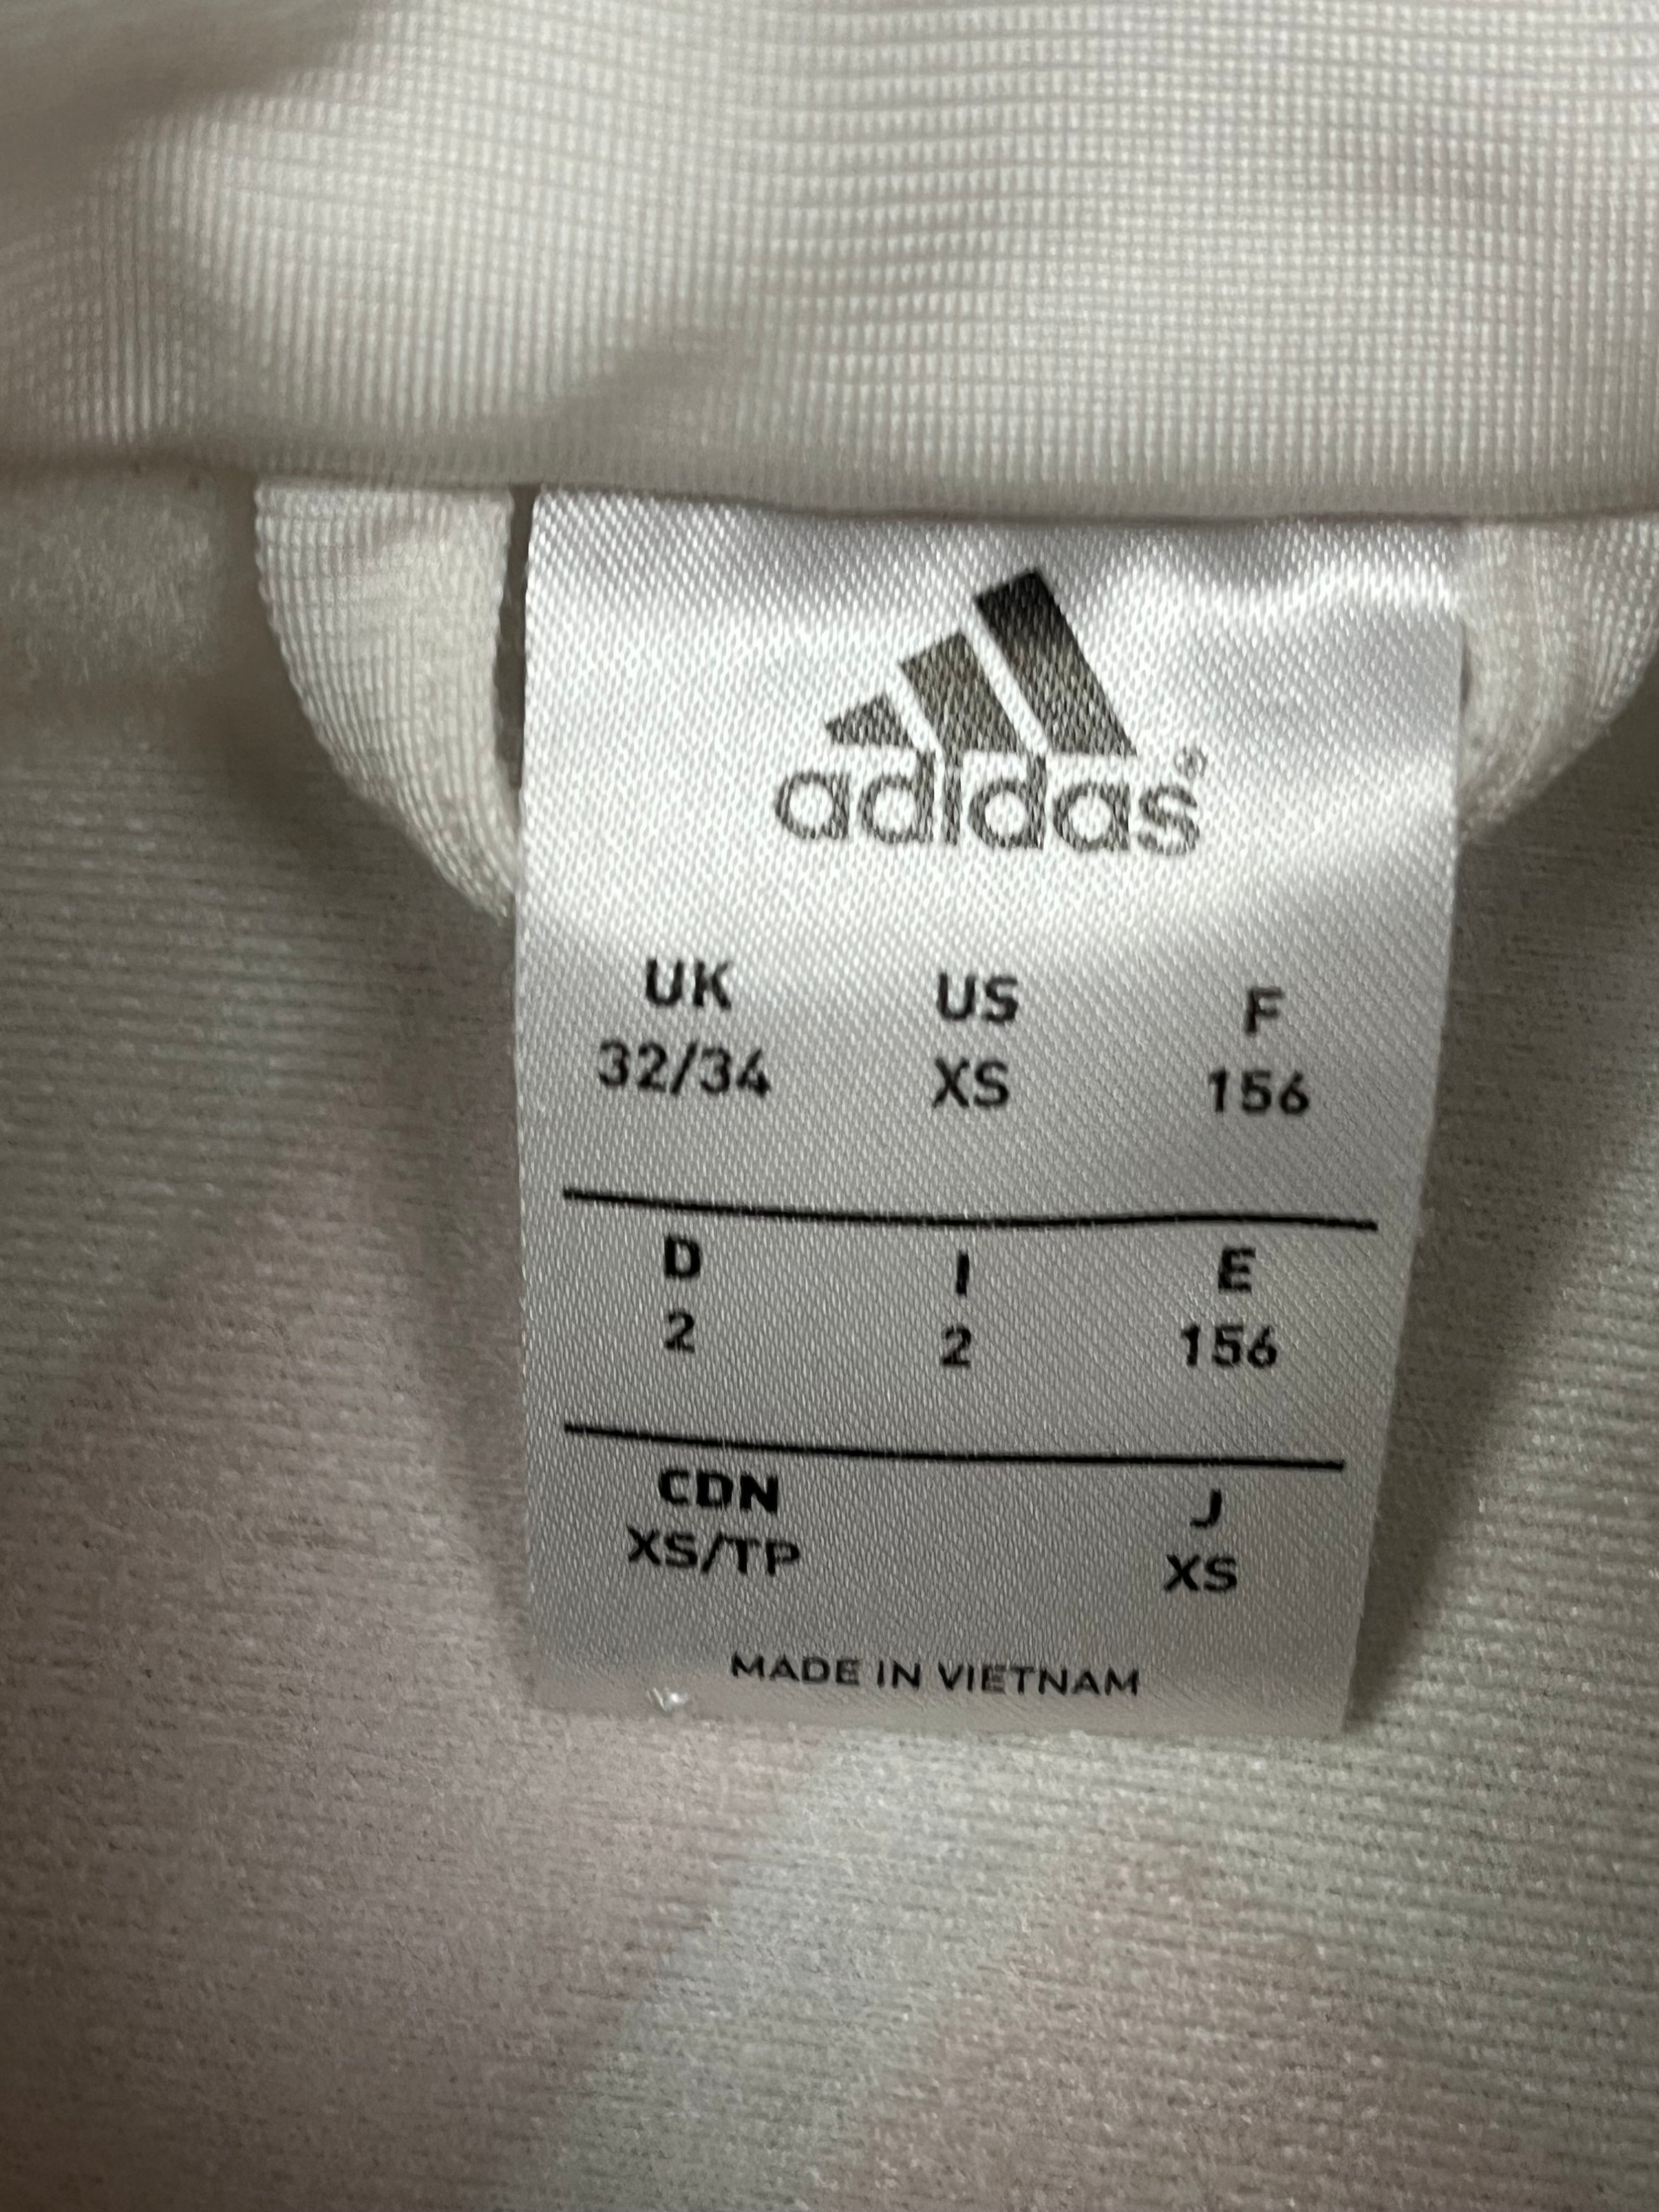 adidas®
UK US F
32/34 XS 156
D I E
2 2 156
CDN J
XS/TP XS
MADE IN VIETNAM